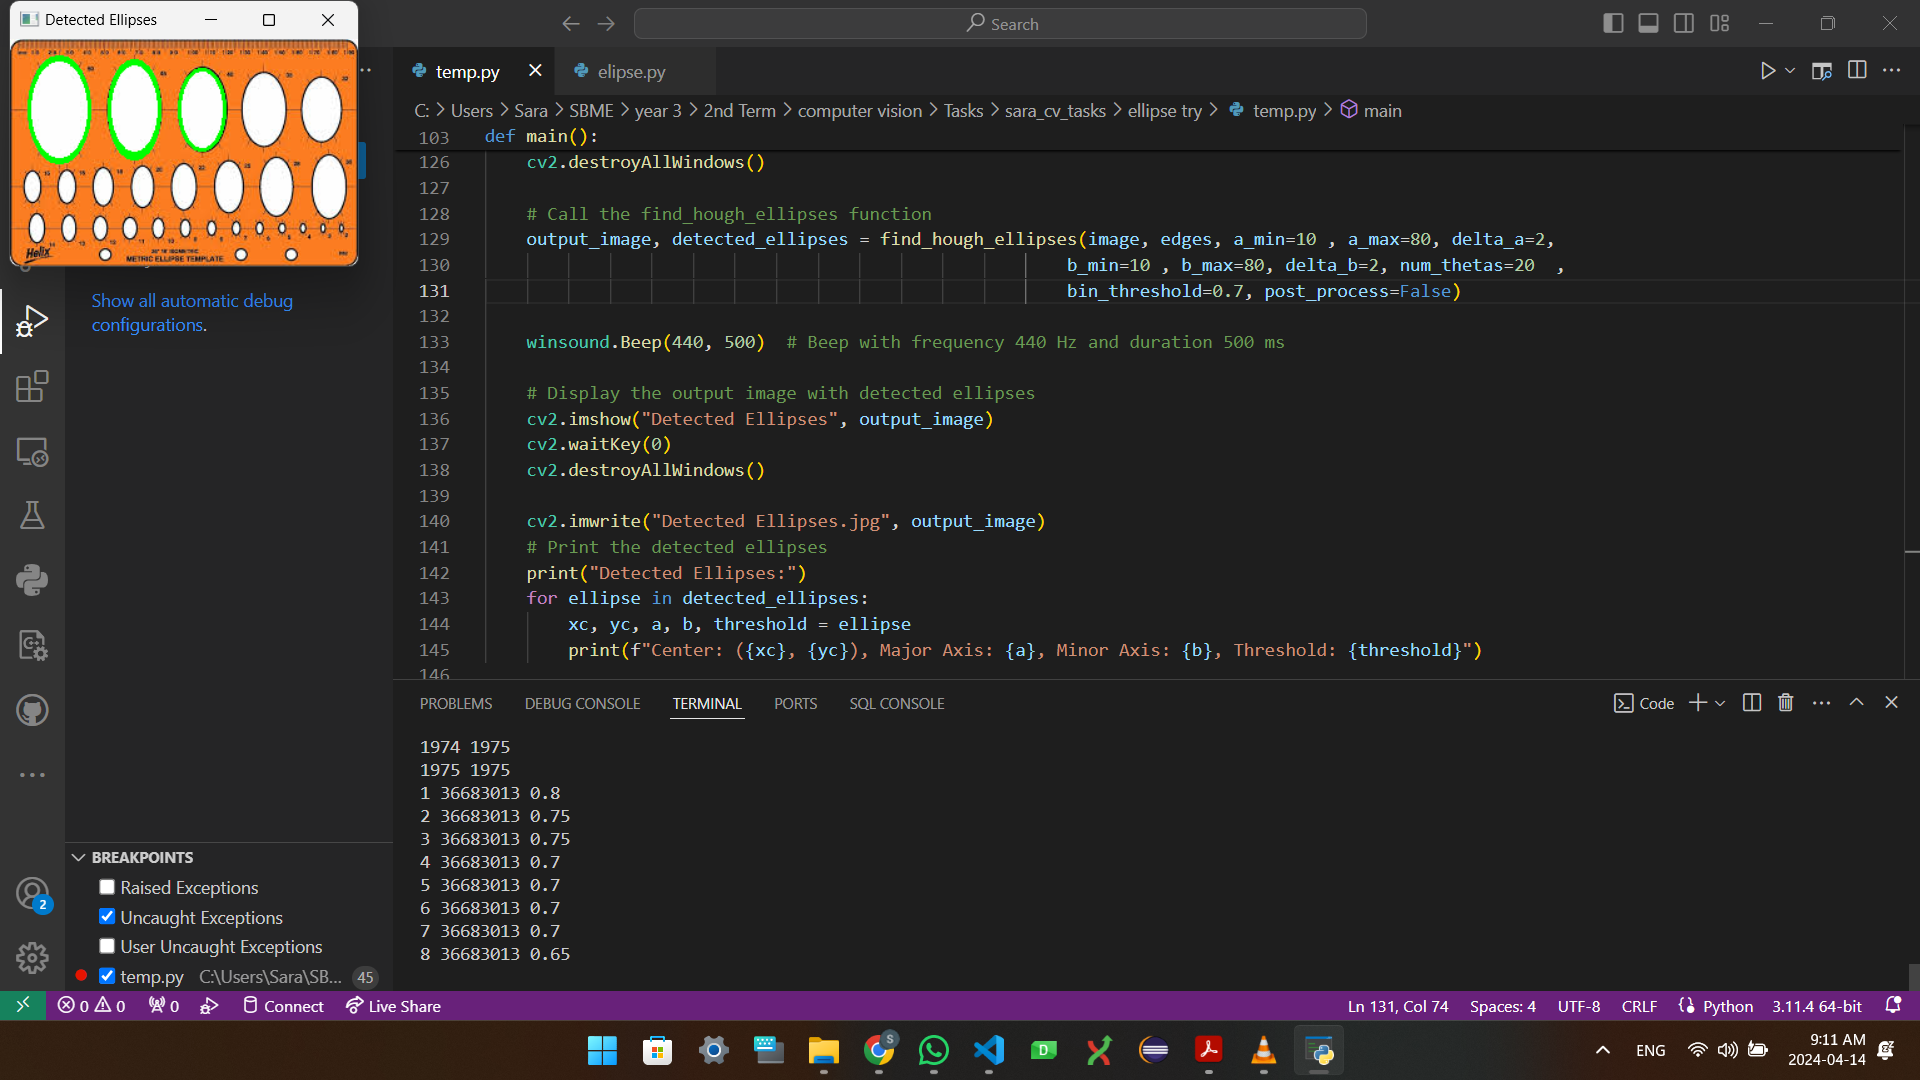 Detected Ellipses
Helix
METRIC ELLIPSE TEMPLATE
Search
temp.py
elipse.py
C: > Users > Sara > SBME > year 3 > 2nd Term > computer vision > Tasks > sara_cv_tasks > ellipse try > temp.py > main
103 def main():
126 cv2.destroyAllWindows()
127
128 # Call the find_hough_ellipses function
129 output_image, detected_ellipses = find_hough_ellipses(image, edges, a_min=10 , a_max=80, delta_a=2,
130 b_min=10 , b_max=80, delta_b=2, num_thetas=20 ,
131 bin_threshold=0.7, post_process=False)
132
133 winsound.Beep(440, 500) # Beep with frequency 440 Hz and duration 500 ms
134
135 # Display the output image with detected ellipses
136 cv2.imshow("Detected Ellipses", output_image)
137 cv2.waitKey(0)
138 cv2.destroyAllWindows()
139
140 cv2.imwrite("Detected Ellipses.jpg", output_image)
141 # Print the detected ellipses
142 print("Detected Ellipses:")
143 for ellipse in detected_ellipses:
144 xc, yc, a, b, threshold = ellipse
145 print(f"Center: ({xc}, {yc}), Major Axis: {a}, Minor Axis: {b}, Threshold: {threshold}")
146
Show all automatic debug
configurations.
BREAKPOINTS
Raised Exceptions
Uncaught Exceptions
User Uncaught Exceptions
temp.py C:\Users\Sara\SB... 45
2
PROBLEMS DEBUG CONSOLE TERMINAL PORTS SQL CONSOLE
Code
1974 1975
1975 1975
1 36683013 0.8
2 36683013 0.75
3 36683013 0.75
4 36683013 0.7
5 36683013 0.7
6 36683013 0.7
7 36683013 0.7
8 36683013 0.65
0 0 0 Connect Live Share
Ln 131, Col 74 Spaces: 4 UTF-8 CRLF Python 3.11.4 64-bit
ENG
9:11 AM
2024-04-14